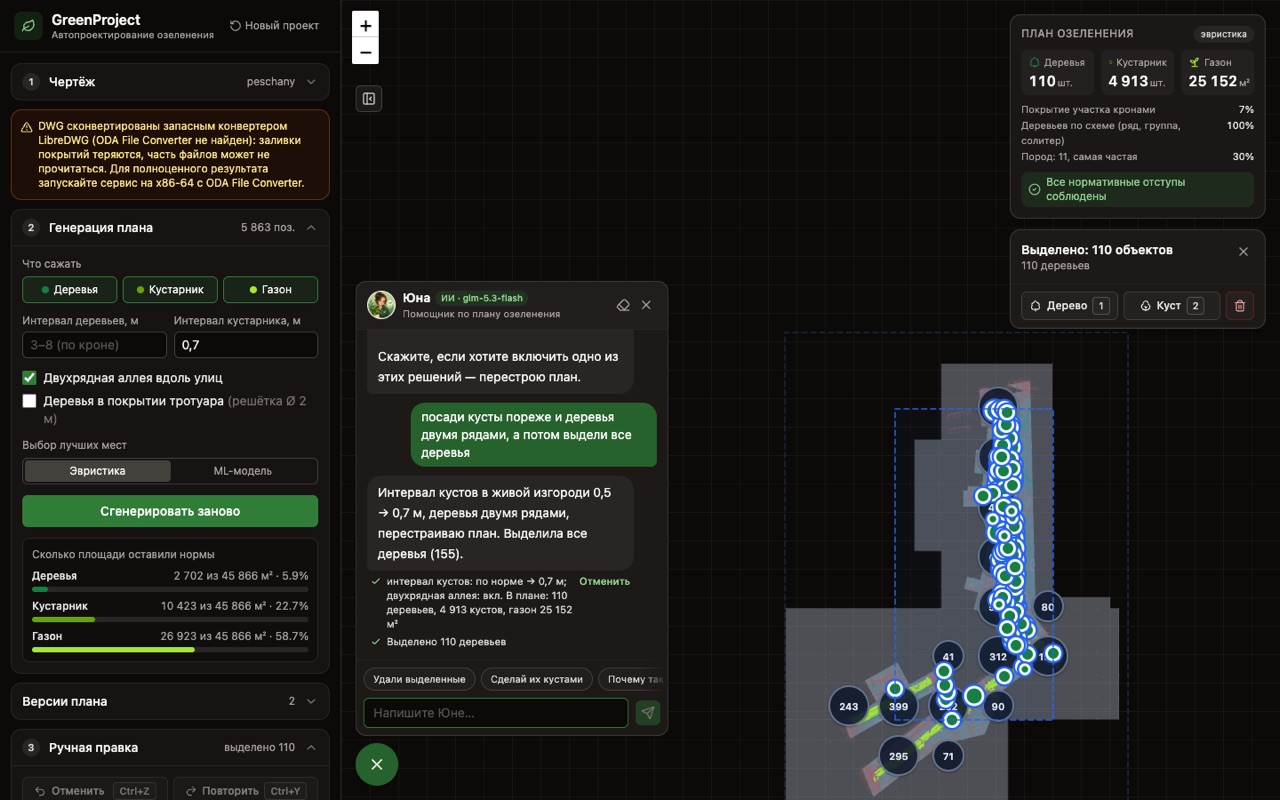 GreenProject
Автопроектирование озеленения
Новый проект
1 Чертёж peschany
DWG сконвертированы запасным конвертером
LibreDWG (ODA File Converter не найден): заливки
покрытий теряются, часть файлов может не
прочитаться. Для полноценного результата
запускайте сервис на x86-64 с ODA File Converter.
2 Генерация плана 5 863 поз.
Что сажать
Деревья Кустарник Газон
Интервал деревьев, м Интервал кустарника, м
3–8 (по кроне) 0,7
Двухрядная аллея вдоль улиц
Деревья в покрытии тротуара (решётка Ø 2
м)
Выбор лучших мест
Эвристика ML-модель
Сгенерировать заново
Сколько площади оставили нормы
Деревья 2 702 из 45 866 м² · 5.9%
Кустарник 10 423 из 45 866 м² · 22.7%
Газон 26 923 из 45 866 м² · 58.7%
Версии плана 2
3 Ручная правка выделено 110
Отменить Ctrl+Z Повторить Ctrl+Y
+
−
Юна ИИ · glm-5.3-flash
Помощник по плану озеленения
Скажите, если хотите включить одно из
этих решений — перестрою план.
посади кусты пореже и деревья
двумя рядами, а потом выдели все
деревья
Интервал кустов в живой изгороди 0,5
→ 0,7 м, деревья двумя рядами,
перестраиваю план. Выделила все
деревья (155).
интервал кустов: по норме → 0,7 м; Отменить
двухрядная аллея: вкл. В плане: 110
деревьев, 4 913 кустов, газон 25 152
м²
Выделено 110 деревьев
Удали выделенные Сделай их кустами Почему так
Напишите Юне...
ПЛАН ОЗЕЛЕНЕНИЯ эвристика
Деревья Кустарник Газон
110 шт. 4 913 шт. 25 152 м²
Покрытие участка кронами 7%
Деревьев по схеме (ряд, группа, 100%
солитер)
Пород: 11, самая частая 30%
Все нормативные отступы
соблюдены
Выделено: 110 объектов
110 деревьев
Дерево 1 Куст 2
80
41 312
243 399 90
295 71